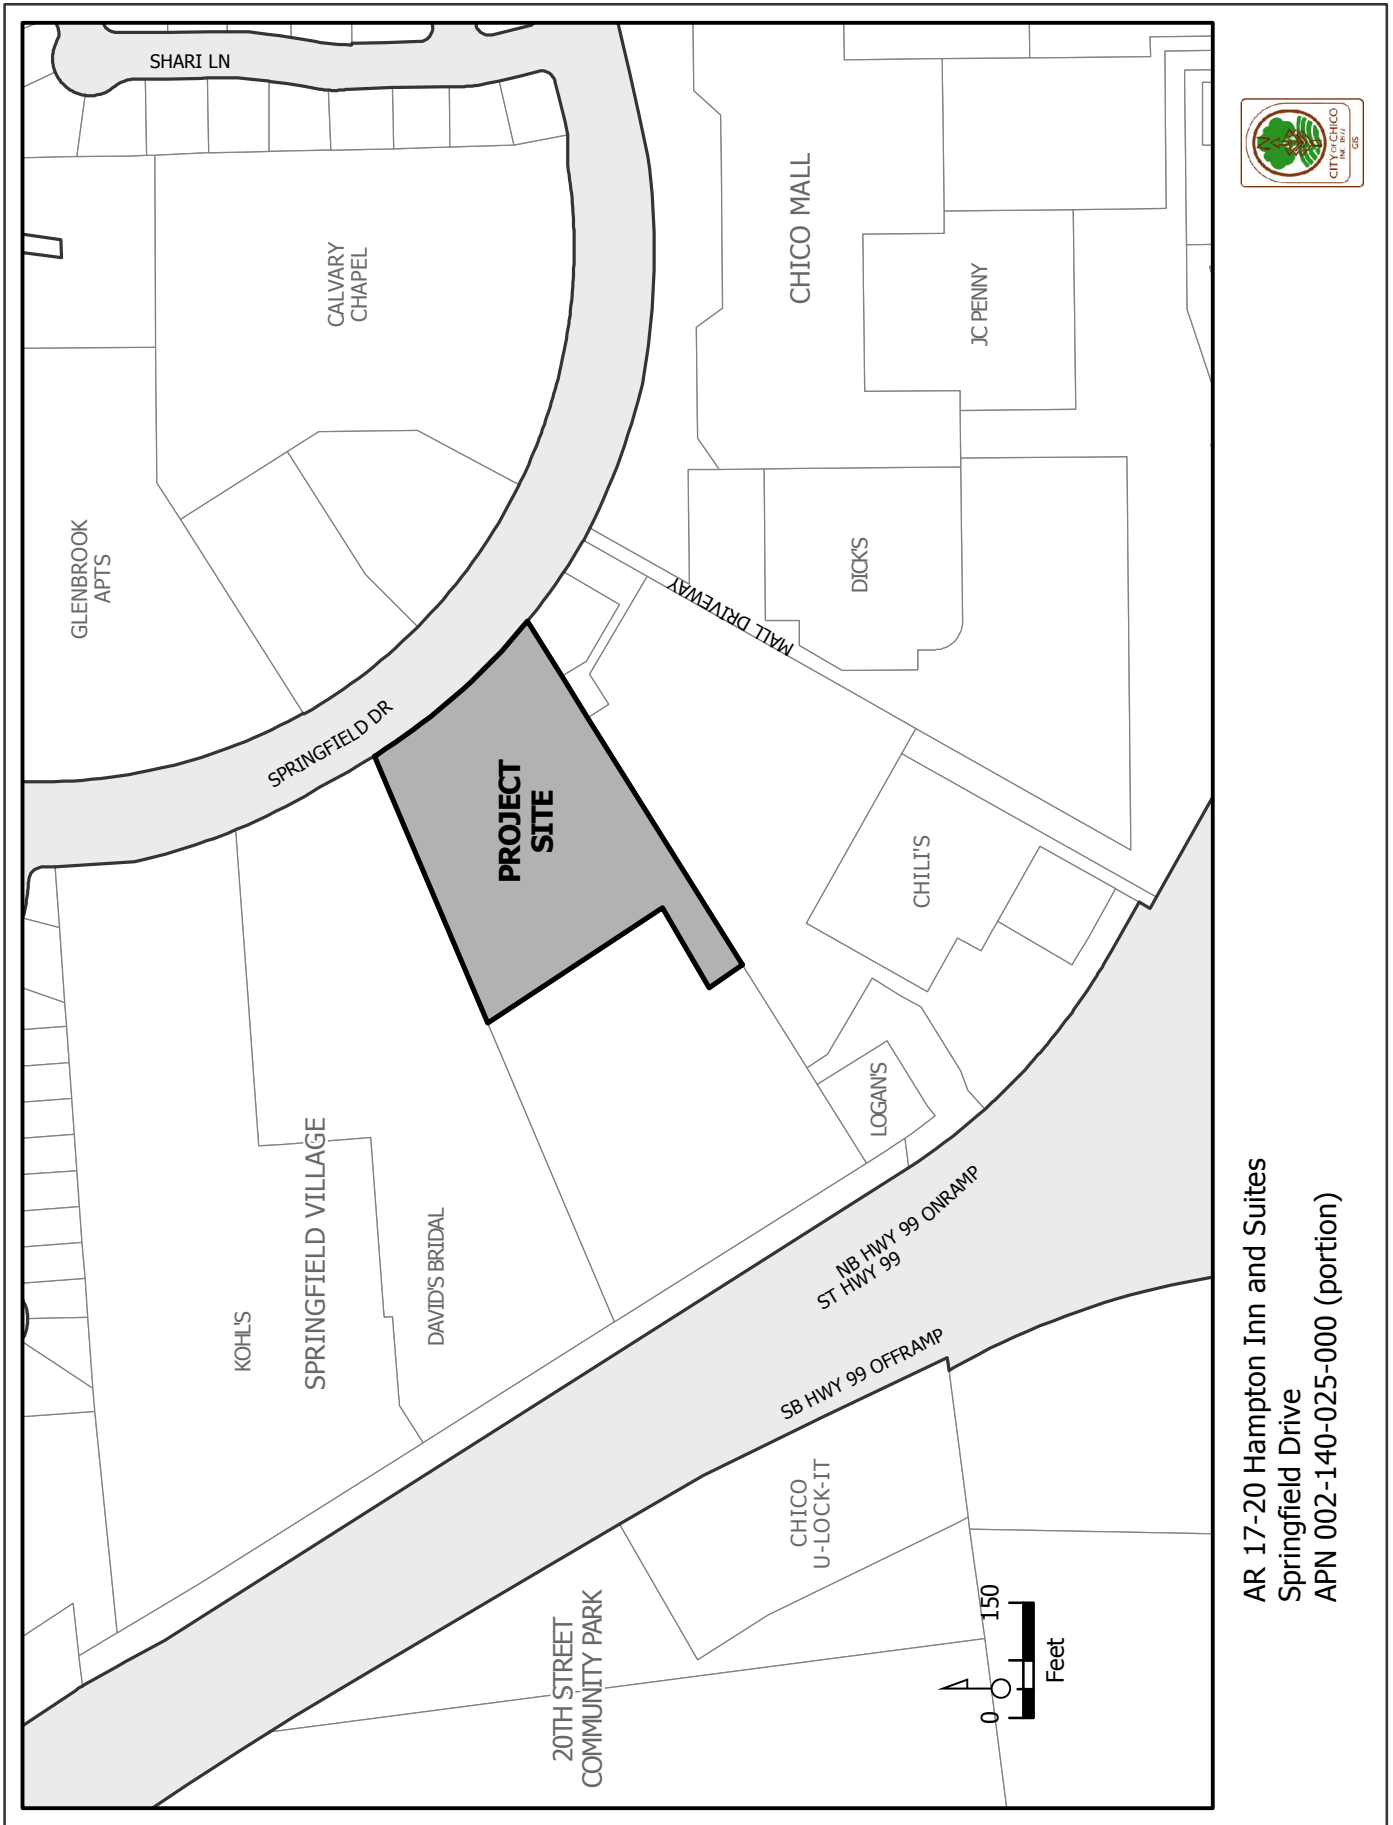 SHARI LN
CALVARY
CHAPEL
GLENBROOK
APTS
SPRINGFIELD DR
CHICO MALL
JC PENNY
DICK'S
MALL DRIVEWAY
PROJECT
SITE
CHILI'S
LOGAN'S
KOHL'S
SPRINGFIELD VILLAGE
DAVID'S BRIDAL
NB HWY 99 ONRAMP
ST HWY 99
SB HWY 99 OFFRAMP
CHICO
U-LOCK-IT
20TH STREET
COMMUNITY PARK
0 150
Feet
AR 17-20 Hampton Inn and Suites
Springfield Drive
APN 002-140-025-000 (portion)
CITY OF CHICO
INC. 1872
GIS